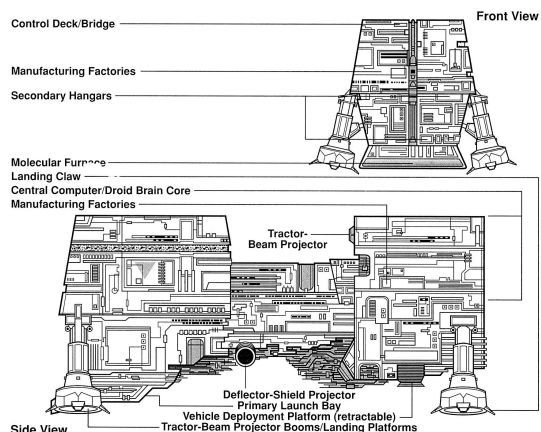 Front View
Control Deck/Bridge
Manufacturing Factories
Secondary Hangars
Molecular
Landing Claw
Central Computer/Droid Brain Core
Manufacturing Factories
Tractor-
Beam Projector
Deflector-Shield Projector
Primary Launch Bay
Vehicle Deployment Platform (retractable)
Tractor-Beam Projector Booms/Landing Platforms
Side View